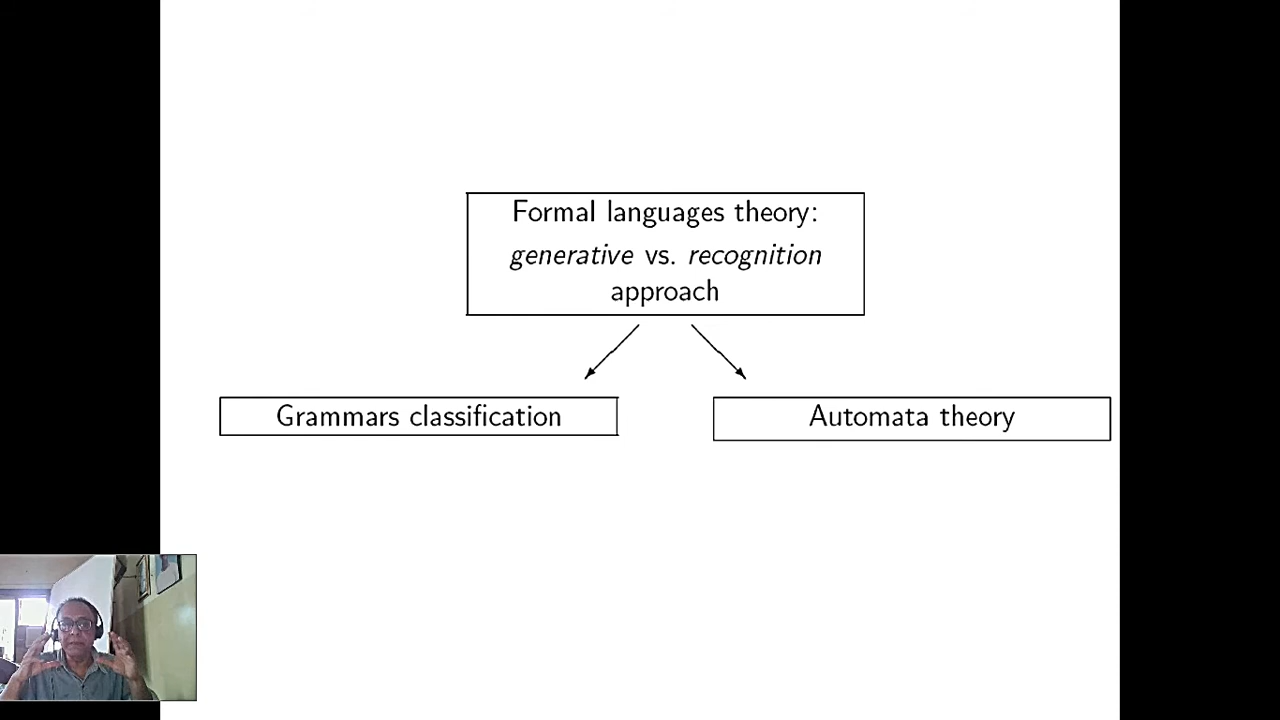 Formal languages theory:
generative vs. recognition
approach
Grammars classification
Automata theory